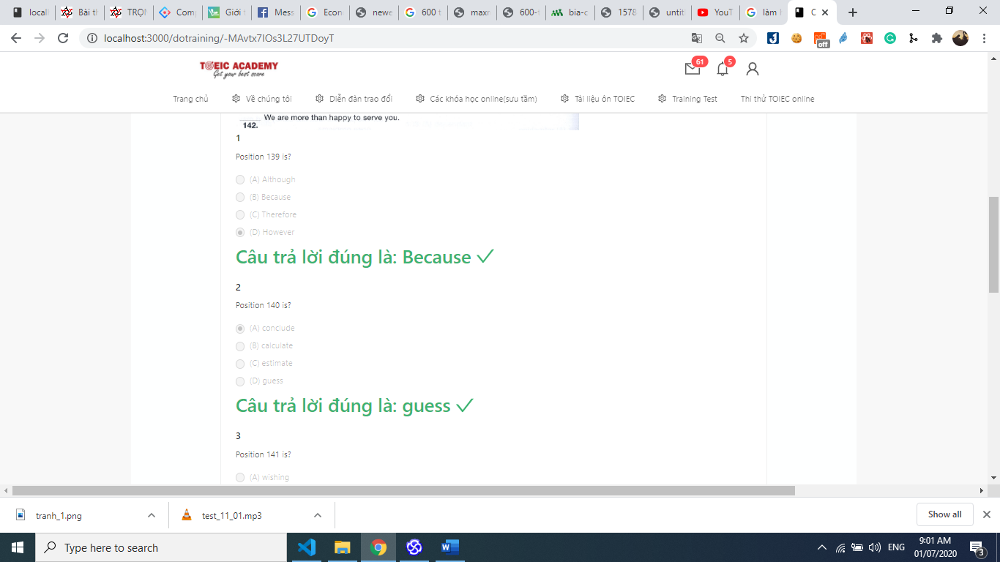 locall
Bài tl
TRỌN
Comp
Giới t
Mess
Econ
newe
600 t
maxr
600-t
bia-c
1578
untit
YouT
làm l
C
localhost:3000/dotraining/-MAvtx7IOs3L27UTDoyT
off
TOEIC ACADEMY
Get your best score
61
5
Trang chủ
Về chúng tôi
Diễn đàn trao đổi
Các khóa học online(sưu tầm)
Tài liệu ôn TOIEC
Training Test
Thi thử TOIEC online
We are more than happy to serve you.
142.
1
Position 139 is?
(A) Although
(B) Because
(C) Therefore
(D) However
Câu trả lời đúng là: Because
2
Position 140 is?
(A) conclude
(B) calculate
(C) estimate
(D) guess
Câu trả lời đúng là: guess
3
Position 141 is?
(A) wishing
tranh_1.png
test_11_01.mp3
Show all
Type here to search
ENG
9:01 AM
01/07/2020
3